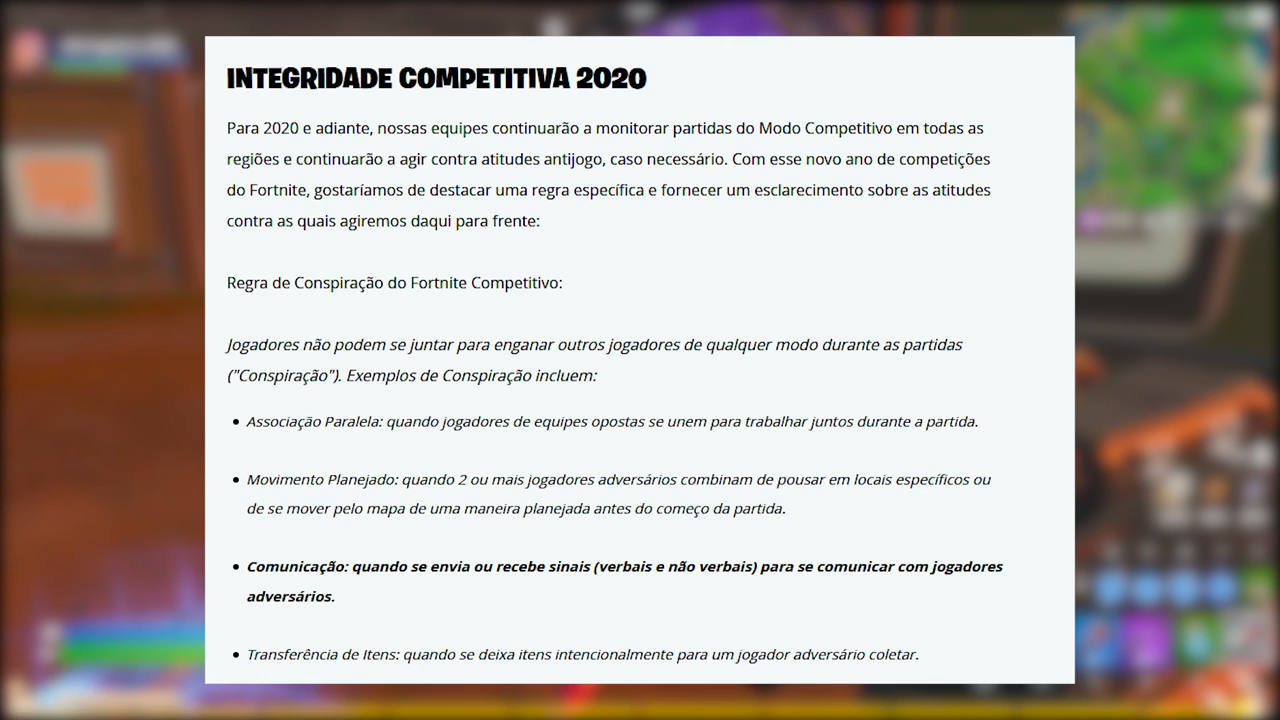 INTEGRIDADE COMPETITIVA 2020
Para 2020 e adiante, nossas equipes continuarão a monitorar partidas do Modo Competitivo em todas as
regiões e continuarão a agir contra atitudes antijogo, caso necessário. Com esse novo ano de competições
do Fortnite, gostaríamos de destacar uma regra específica e fornecer um esclarecimento sobre as atitudes
contra as quais agiremos daqui para frente:
Regra de Conspiração do Fortnite Competitivo:
Jogadores não podem se juntar para enganar outros jogadores de qualquer modo durante as partidas
("Conspiração"). Exemplos de Conspiração incluem:
• Associação Paralela: quando jogadores de equipes opostas se unem para trabalhar juntos durante a partida.
• Movimento Planejado: quando 2 ou mais jogadores adversários combinam de pousar em locais específicos ou
de se mover pelo mapa de uma maneira planejada antes do começo da partida.
• Comunicação: quando se envia ou recebe sinais (verbais e não verbais) para se comunicar com jogadores
adversários.
• Transferência de Itens: quando se deixa itens intencionalmente para um jogador adversário coletar.